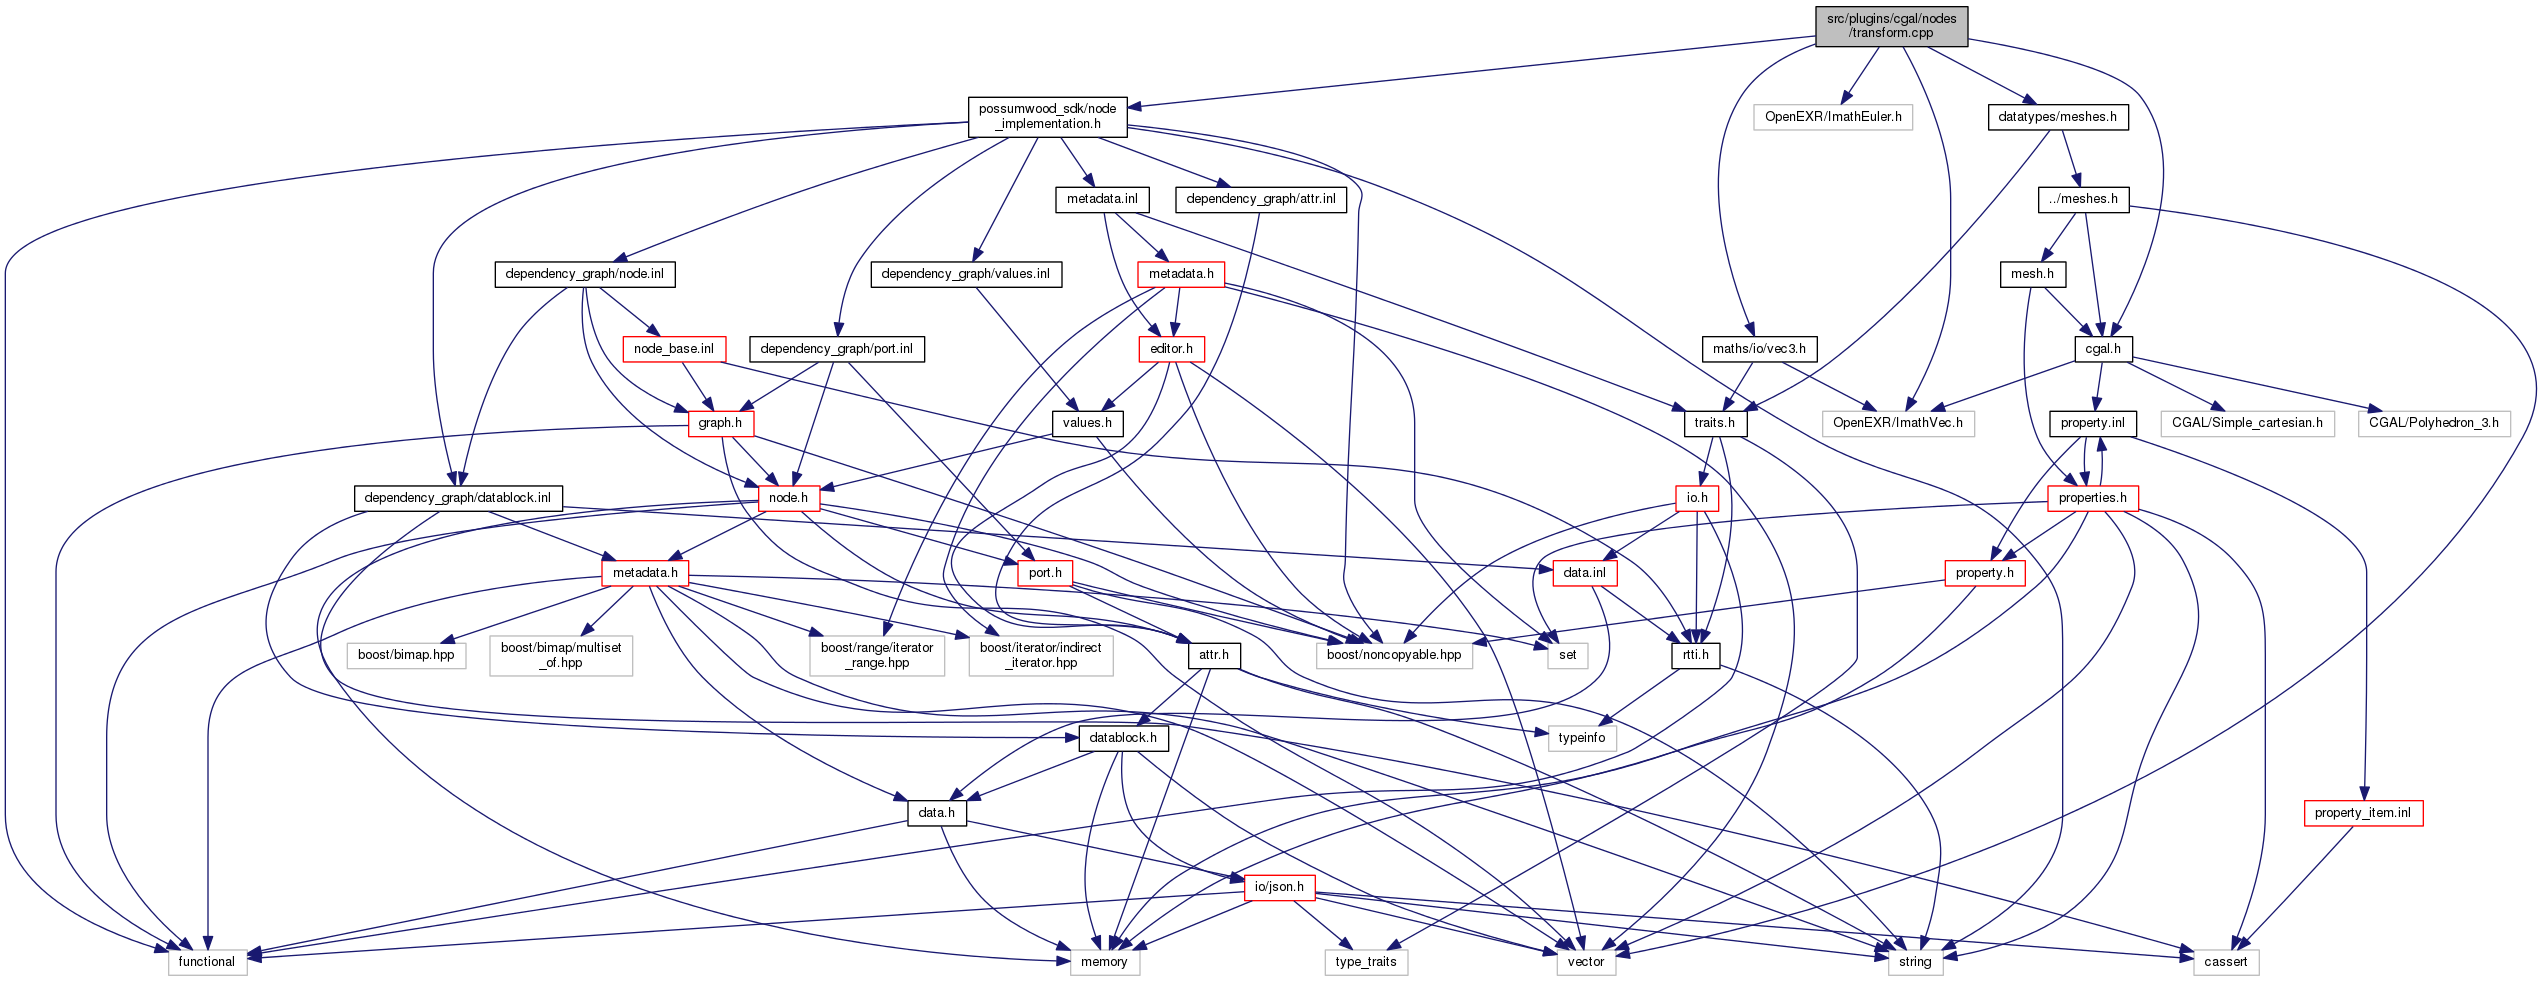 src/plugins/cgal/nodes
/transform.cpp
possumwood_sdk/node
_implementation.h
OpenEXR/ImathEuler.h
datatypes/meshes.h
metadata.inl
dependency_graph/attr.inl
../meshes.h
dependency_graph/node.inl
dependency_graph/values.inl
metadata.h
mesh.h
node_base.inl
dependency_graph/port.inl
editor.h
maths/io/vec3.h
cgal.h
graph.h
values.h
traits.h
OpenEXR/ImathVec.h
property.inl
CGAL/Simple_cartesian.h
CGAL/Polyhedron_3.h
dependency_graph/datablock.inl
node.h
io.h
properties.h
metadata.h
port.h
data.inl
property.h
boost/bimap.hpp
boost/bimap/multiset
_of.hpp
boost/range/iterator
_range.hpp
boost/iterator/indirect
_iterator.hpp
attr.h
boost/noncopyable.hpp
set
rtti.h
datablock.h
typeinfo
data.h
property_item.inl
io/json.h
functional
memory
type_traits
vector
string
cassert